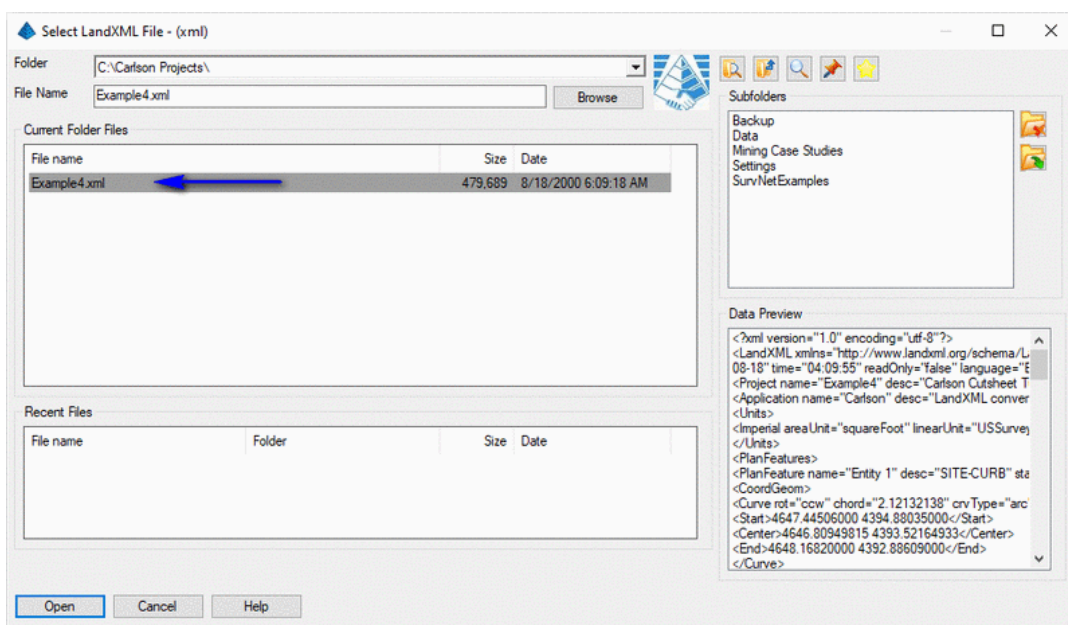 Select LandXML File - (xml)
Folder
C:\Carlson Projects\
File Name
Example4.xml
Browse
Current Folder Files
File name Size Date
Example4.xml 479,689 8/18/2000 6:09:18 AM
Recent Files
File name Folder Size Date
Open Cancel Help
Subfolders
Backup
Data
Mining Case Studies
Settings
SurvNetExamples
Data Preview
<?xml version="1.0" encoding="utf-8"?>
<LandXML xmlns="http://www.landxml.org/schema/L
08-18" time="04:09:55" readOnly="false" language="E
<Project name="Example4" desc="Carlson Cutsheet T
<Application name="Carlson" desc="LandXML conver
<Units>
<Imperial areaUnit="squareFoot" linearUnit="USSurvey
</Units>
<PlanFeatures>
<PlanFeature name="Entity 1" desc="SITE-CURB" sta
<CoordGeom>
<Curve rot="ccw" chord="2.12132138" crvType="arc"
<Start>4647.44506000 4394.88035000</Start>
<Center>4646.80949815 4393.52164933</Center>
<End>4648.16820000 4392.88609000</End>
</Curve>